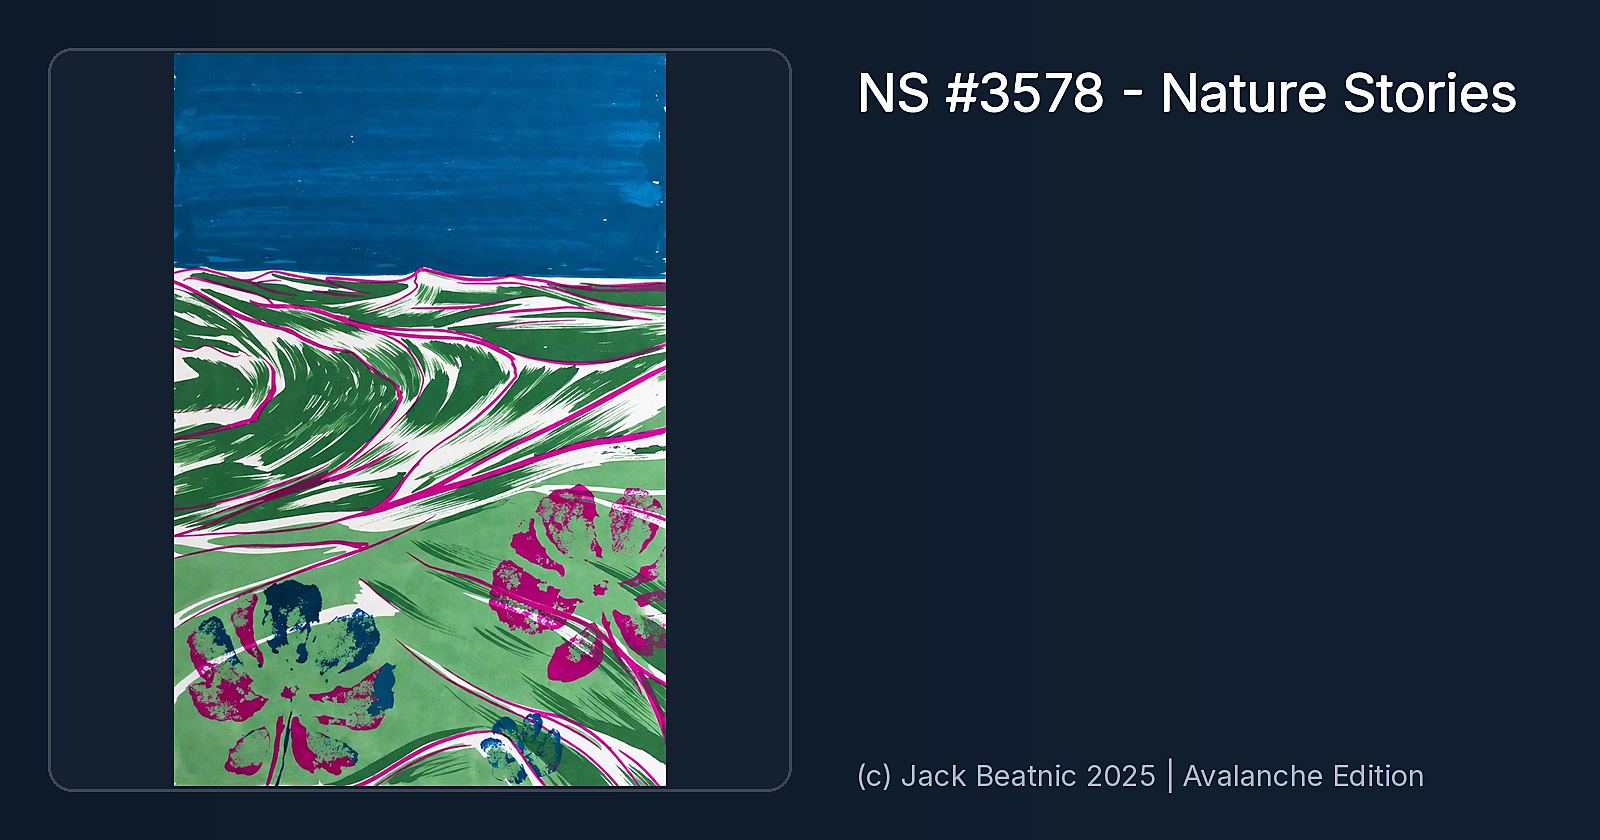 NS #3578 - Nature Stories
(c) Jack Beatnic 2025 | Avalanche Edition